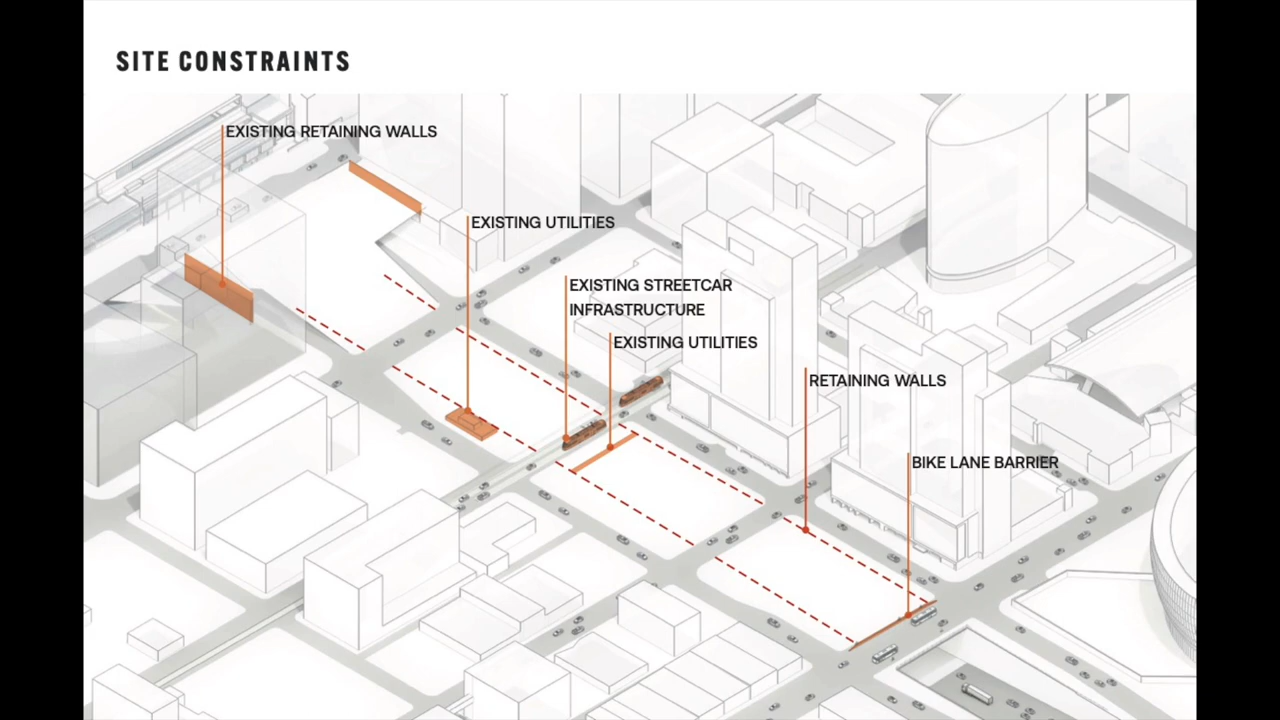 SITE CONSTRAINTS
EXISTING RETAINING WALLS
EXISTING UTILITIES
EXISTING STREETCAR
INFRASTRUCTURE
EXISTING UTILITIES
RETAINING WALLS
BIKE LANE BARRIER